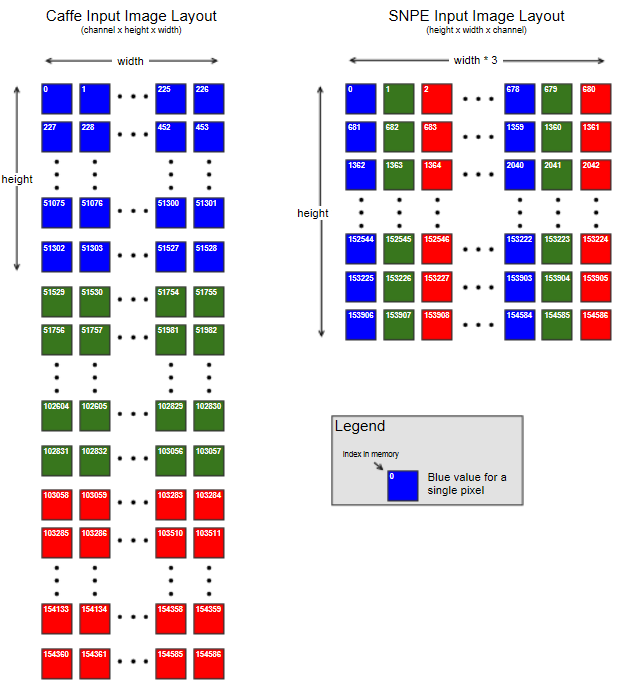 Caffe Input Image Layout
(channel x height x width)
width
height
0 1 225 226
227 228 452 453
51075 51076 51300 51301
51302 51303 51527 51528
51529 51530 51754 51755
51756 51757 51981 51982
102604 102605 102829 102830
102831 102832 103056 103057
103058 103059 103283 103284
103285 103286 103510 103511
154133 154134 154358 154359
154360 154361 154585 154586
SNPE Input Image Layout
(height x width x channel)
width * 3
height
0 1 2 678 679 680
681 682 683 1359 1360 1361
1362 1363 1364 2040 2041 2042
152544 152545 152546 153222 153223 153224
153225 153226 153227 153903 153904 153905
153906 153907 153908 154584 154585 154586
Legend
Index in memory
0
Blue value for a
single pixel